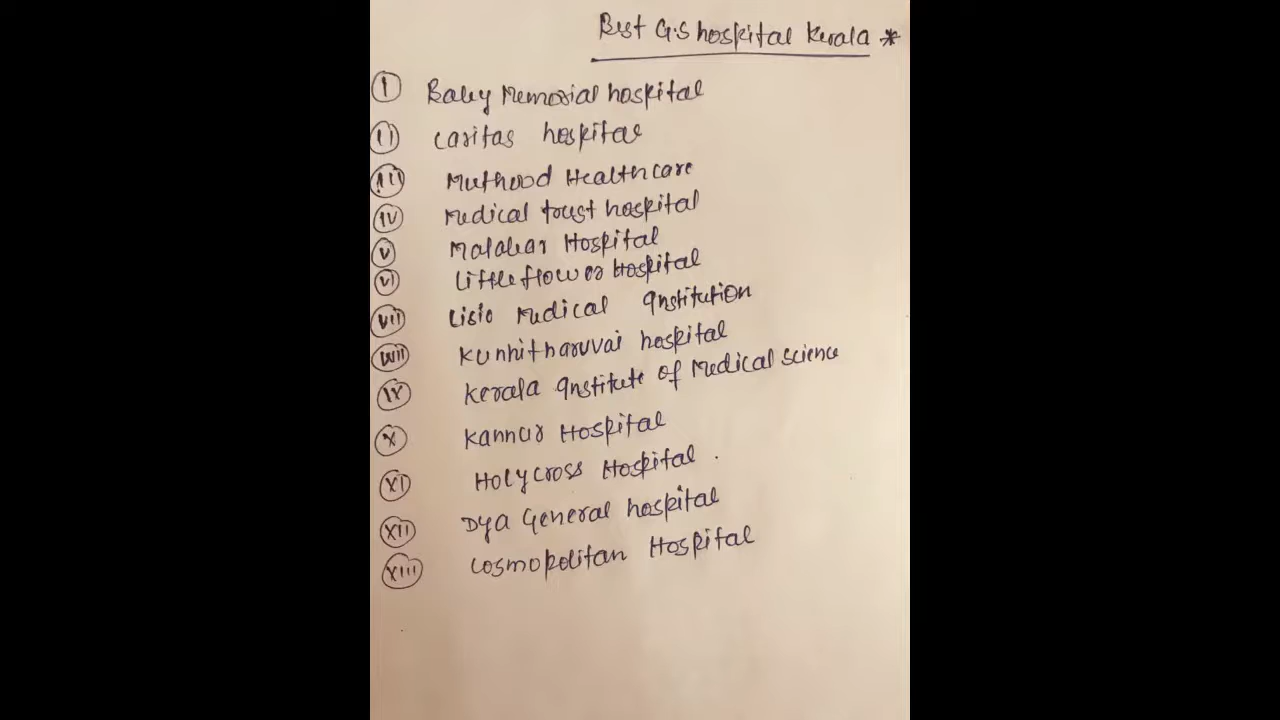 Best G.S hospital Kerala *
I Baby Memorial hospital
II Caritas hospital
III Muthood Healthcare
IV Medical trust hospital
V Malabar Hospital
VI Little flower Hospital
VII Lisie Medical Institution
VIII Kunhitharuvai hospital
IX Kerala Institute of Medical science
X Kannur Hospital
XI Holycross Hospital .
XII Dya General hospital
XIII Cosmopolitan Hospital